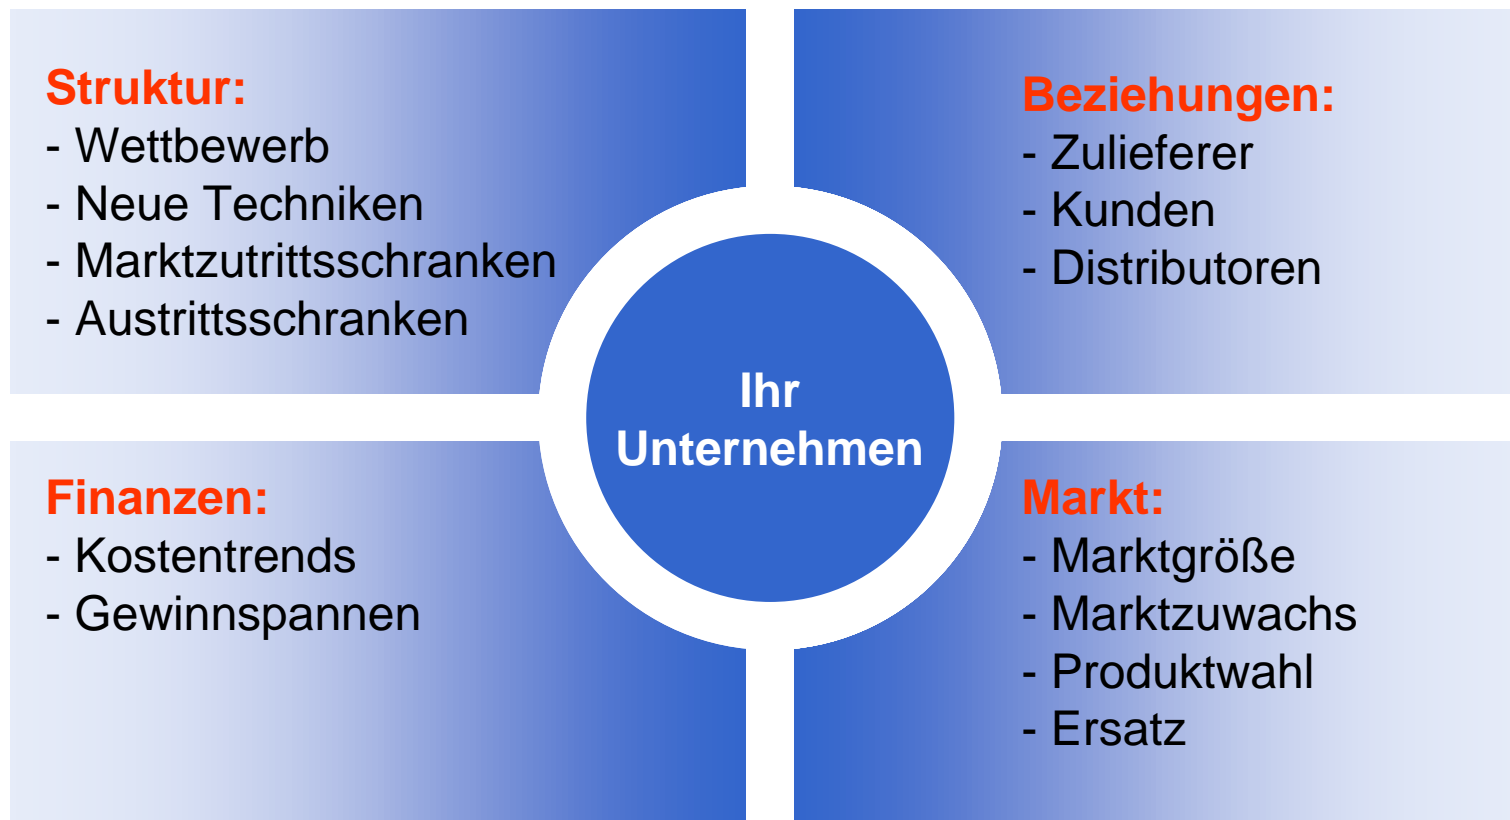 Struktur:
- Wettbewerb
- Neue Techniken
- Marktzutrittsschranken
- Austrittsschranken
Beziehungen:
- Zulieferer
- Kunden
- Distributoren
Ihr
Unternehmen
Finanzen:
- Kostentrends
- Gewinnspannen
Markt:
- Marktgröße
- Marktzuwachs
- Produktwahl
- Ersatz